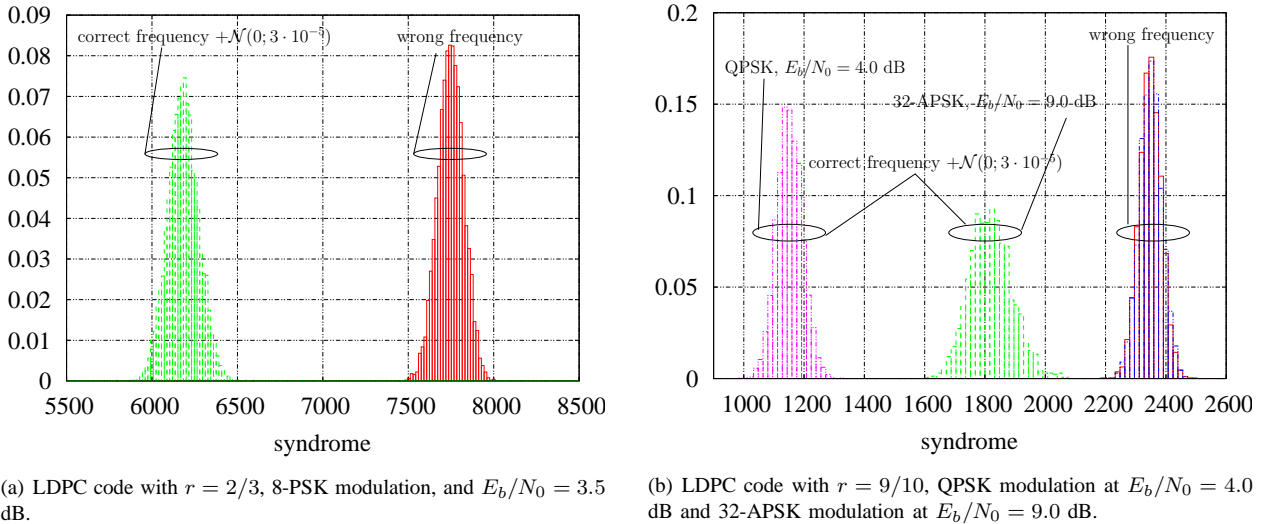 0.09
0.08
0.07
0.06
0.05
0.04
0.03
0.02
0.01
0
correct frequency +𝒩(0; 3 · 10⁻⁵)
wrong frequency
5500 6000 6500 7000 7500 8000 8500
syndrome
(a) LDPC code with r = 2/3, 8-PSK modulation, and E_b/N_0 = 3.5
dB.
0.2
0.15
0.1
0.05
0
wrong frequency
QPSK, E_b/N_0 = 4.0 dB
32-APSK, E_b/N_0 = 9.0 dB
correct frequency +𝒩(0; 3 · 10⁻⁵)
1000 1200 1400 1600 1800 2000 2200 2400 2600
syndrome
(b) LDPC code with r = 9/10, QPSK modulation at E_b/N_0 = 4.0
dB and 32-APSK modulation at E_b/N_0 = 9.0 dB.